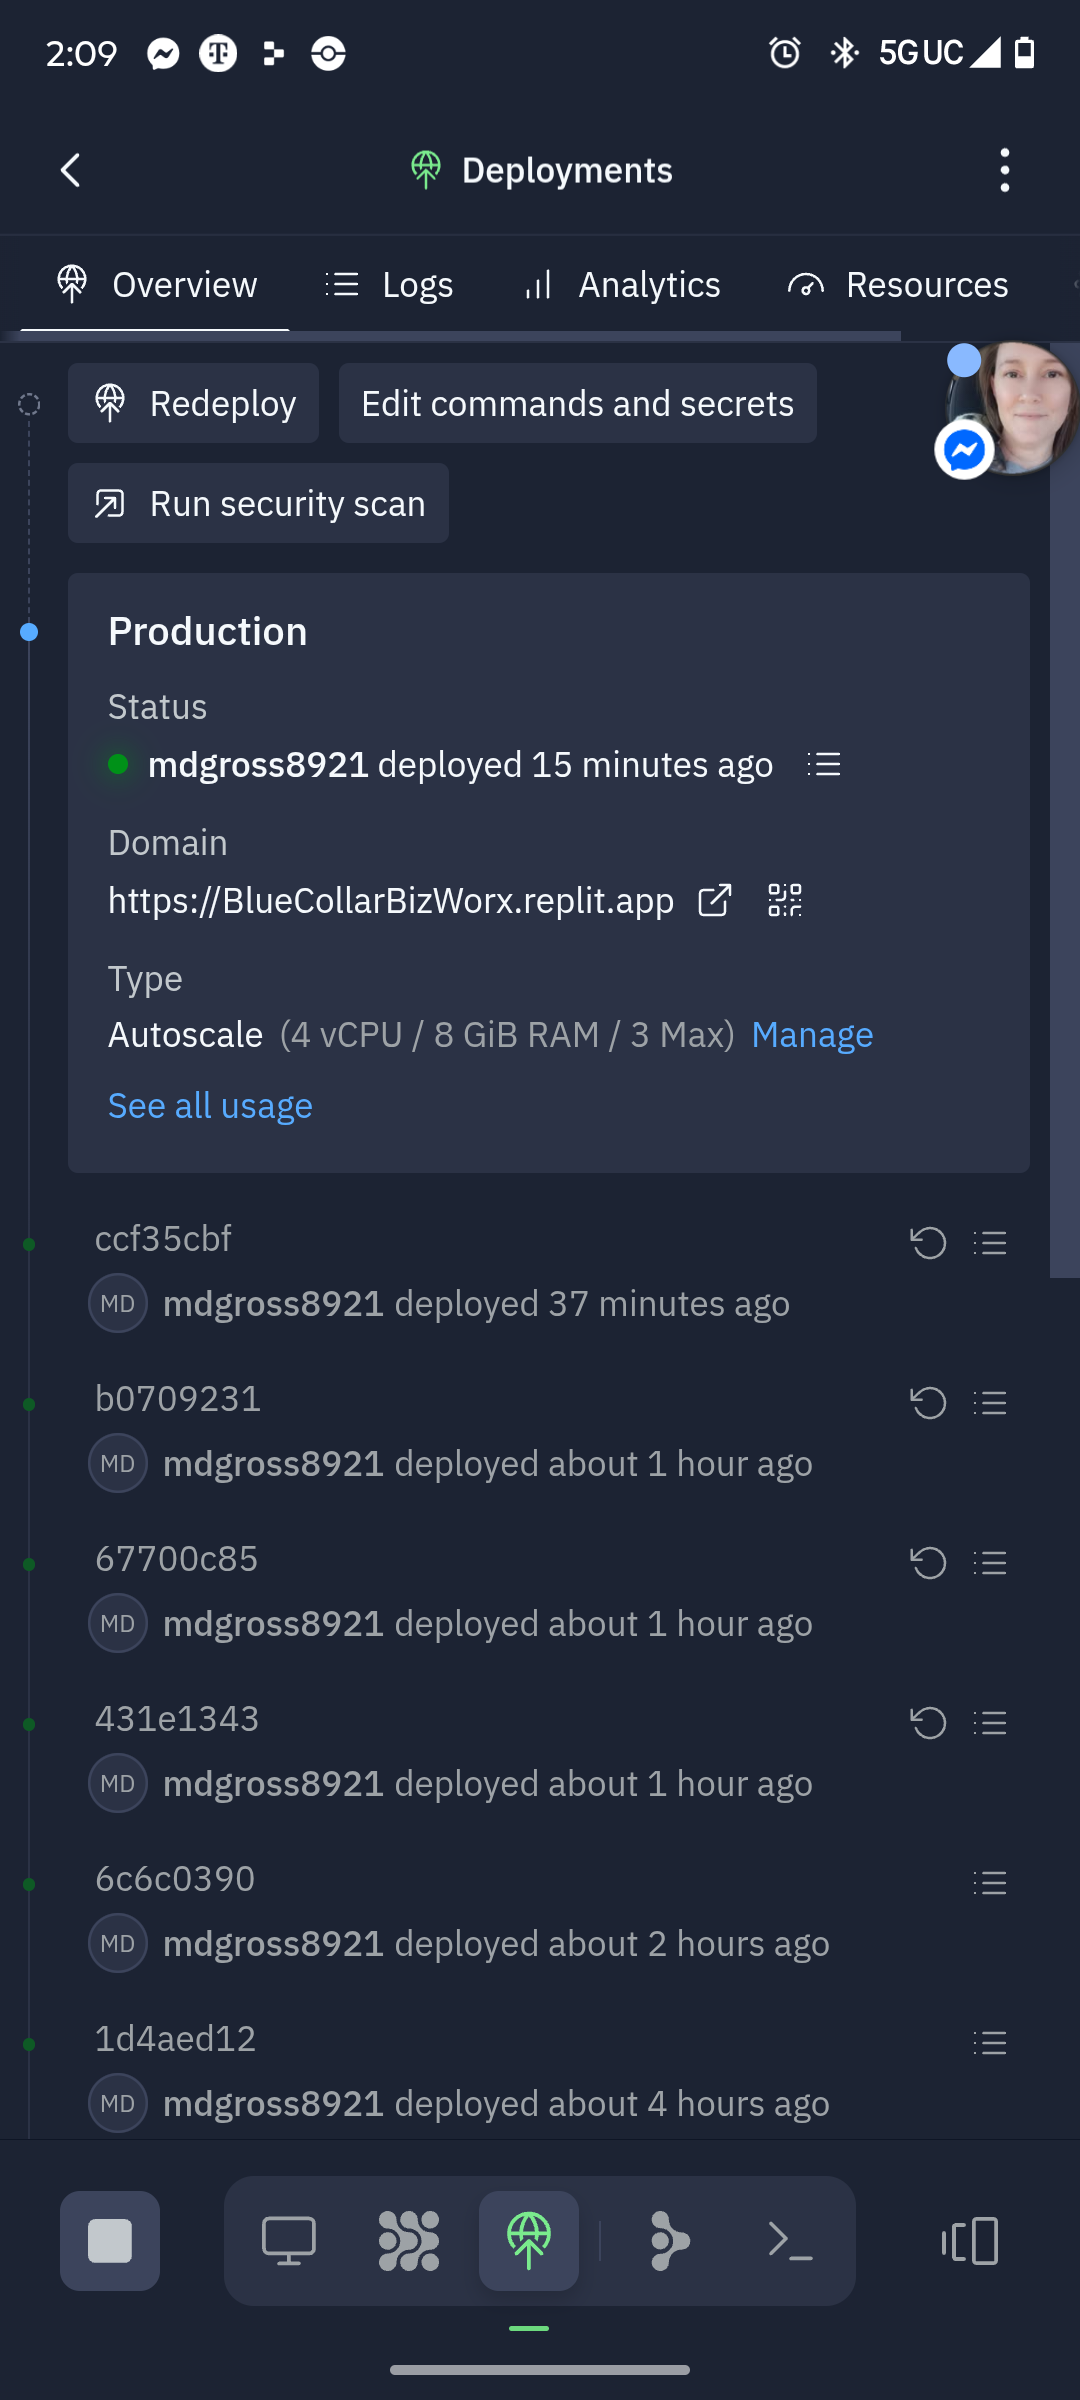 2:09
5G UC
Deployments
Overview
Logs
Analytics
Resources
Redeploy
Edit commands and secrets
Run security scan
Production
Status
mdgross8921 deployed 15 minutes ago
Domain
https://BlueCollarBizWorx.replit.app
Type
Autoscale (4 vCPU / 8 GiB RAM / 3 Max) Manage
See all usage
ccf35cbf
MD mdgross8921 deployed 37 minutes ago
b0709231
MD mdgross8921 deployed about 1 hour ago
67700c85
MD mdgross8921 deployed about 1 hour ago
431e1343
MD mdgross8921 deployed about 1 hour ago
6c6c0390
MD mdgross8921 deployed about 2 hours ago
1d4aed12
MD mdgross8921 deployed about 4 hours ago